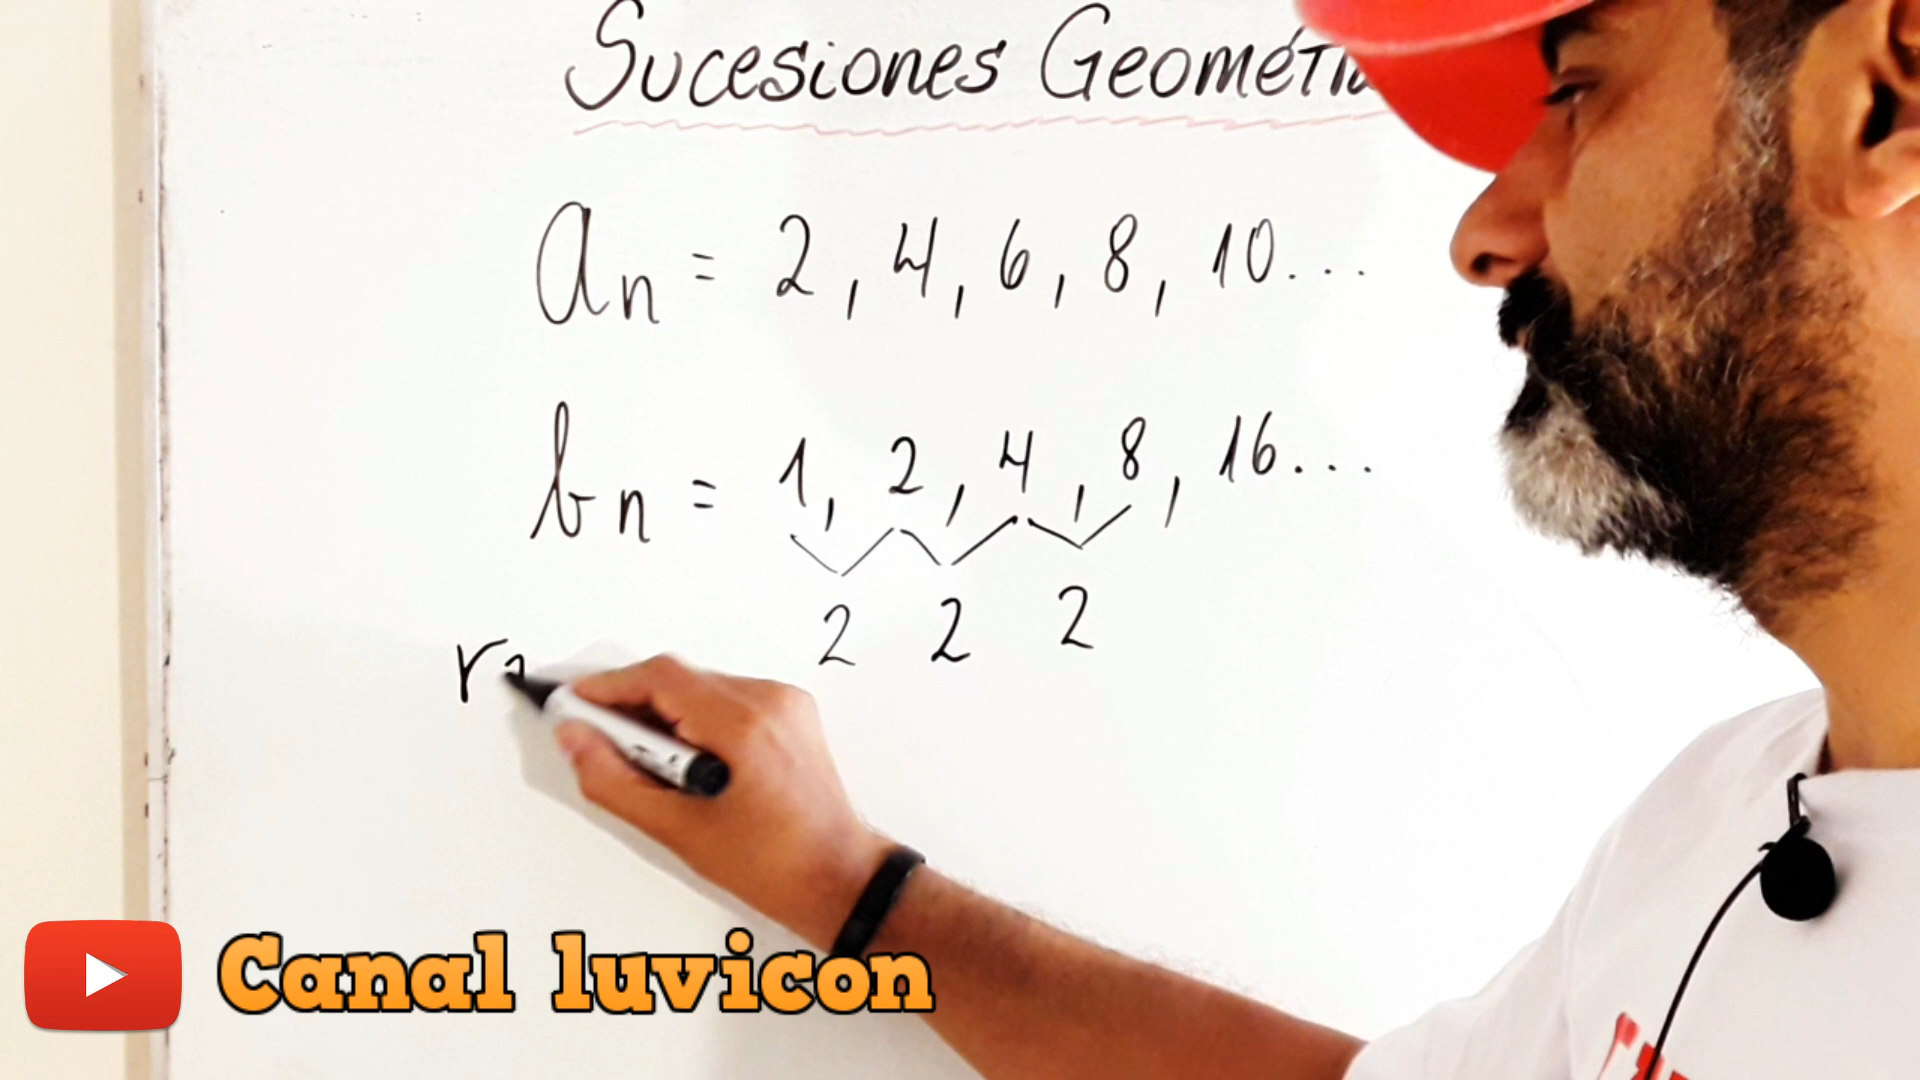 Sucesiones Geométri
an = 2, 4, 6, 8, 10...
bn = 1, 2, 4, 8, 16...
2 2 2
ra
Canal luvicon